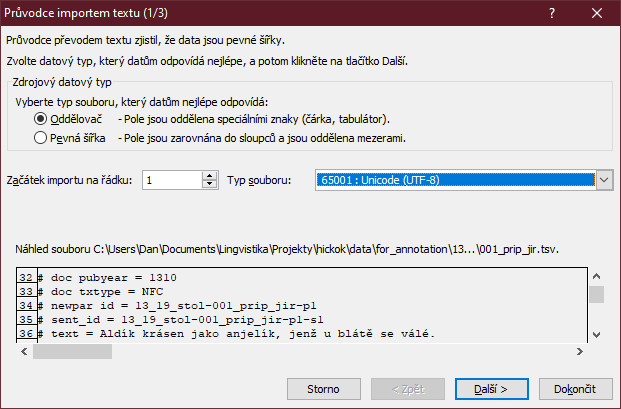 Průvodce importem textu (1/3)
Průvodce převodem textu zjistil, že data jsou pevné šířky.
Zvolte datový typ, který datům odpovídá nejlépe, a potom klikněte na tlačítko Další.
Zdrojový datový typ
Vyberte typ souboru, který datům nejlépe odpovídá:
Oddělovač - Pole jsou oddělena speciálními znaky (čárka, tabulátor).
Pevná šířka - Pole jsou zarovnána do sloupců a jsou oddělena mezerami.
Začátek importu na řádku: 1 Typ souboru: 65001 : Unicode (UTF-8)
Náhled souboru C:\Users\Dan\Documents\Lingvistika\Projekty\hickok\data\for_annotation\13...\001_prip_jir.tsv.
32 # doc pubyear = 1310
33 # doc txtype = NFC
34 # newpar id = 13_19_stol-001_prip_jir-p1
35 # sent_id = 13_19_stol-001_prip_jir-p1-s1
36 # text = Aldík krásen jako anjelík, jenž u blátě se válé.
Storno < Zpět Další > Dokončit